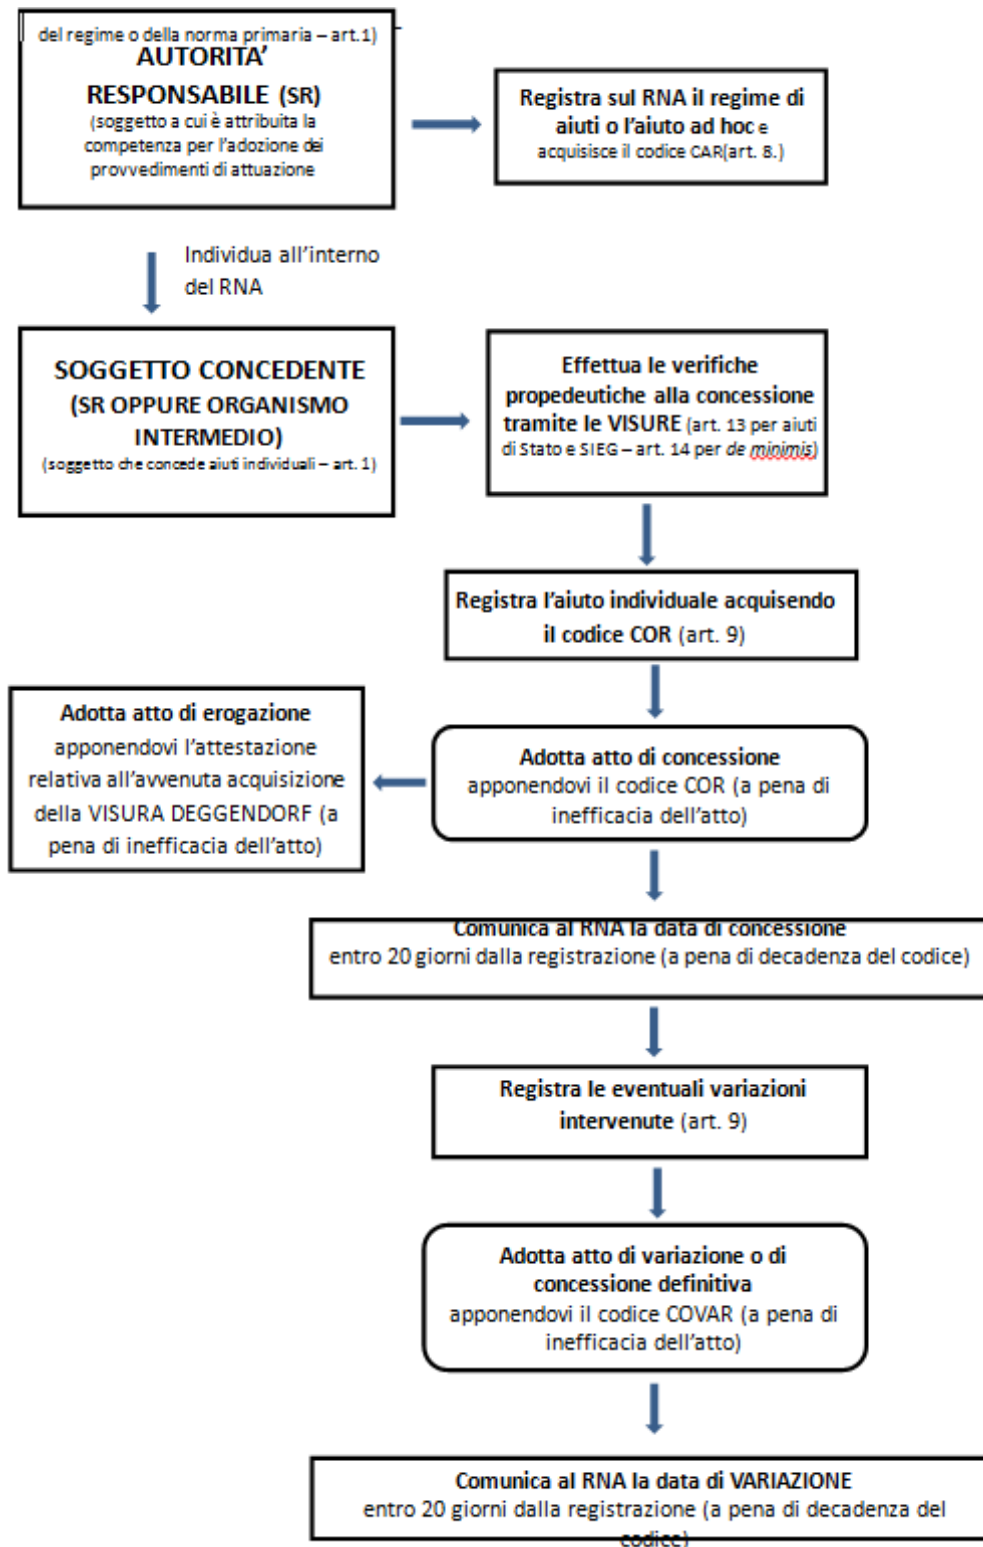 del regime o della norma primaria – art.1)
AUTORITA’
RESPONSABILE (SR)
(soggetto a cui è attribuita la
competenza per l’adozione dei
provvedimenti di attuazione
Registra sul RNA il regime di
aiuti o l’aiuto ad hoc e
acquisisce il codice CAR(art. 8.)
Individua all’interno
del RNA
SOGGETTO CONCEDENTE
(SR OPPURE ORGANISMO
INTERMEDIO)
(soggetto che concede aiuti individuali – art. 1)
Effettua le verifiche
propedeutiche alla concessione
tramite le VISURE (art. 13 per aiuti
di Stato e SIEG – art. 14 per de minimis)
Registra l’aiuto individuale acquisendo
il codice COR (art. 9)
Adotta atto di erogazione
apponendovi l’attestazione
relativa all’avvenuta acquisizione
della VISURA DEGGENDORF (a
pena di inefficacia dell’atto)
Adotta atto di concessione
apponendovi il codice COR (a pena di
inefficacia dell’atto)
Comunica al RNA la data di concessione
entro 20 giorni dalla registrazione (a pena di decadenza del codice)
Registra le eventuali variazioni
intervenute (art. 9)
Adotta atto di variazione o di
concessione definitiva
apponendovi il codice COVAR (a pena di
inefficacia dell’atto)
Comunica al RNA la data di VARIAZIONE
entro 20 giorni dalla registrazione (a pena di decadenza del
codice)